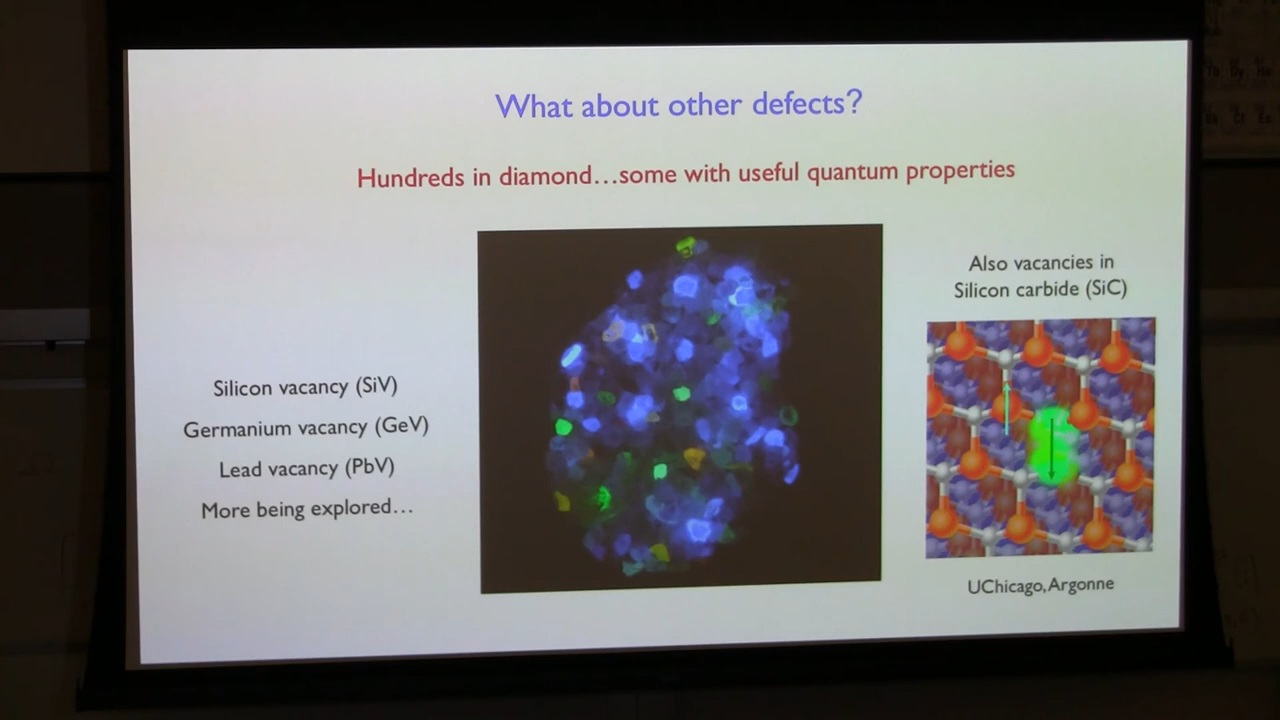 What about other defects?
Hundreds in diamond...some with useful quantum properties
Silicon vacancy (SiV)
Germanium vacancy (GeV)
Lead vacancy (PbV)
More being explored...
Also vacancies in
Silicon carbide (SiC)
UChicago, Argonne